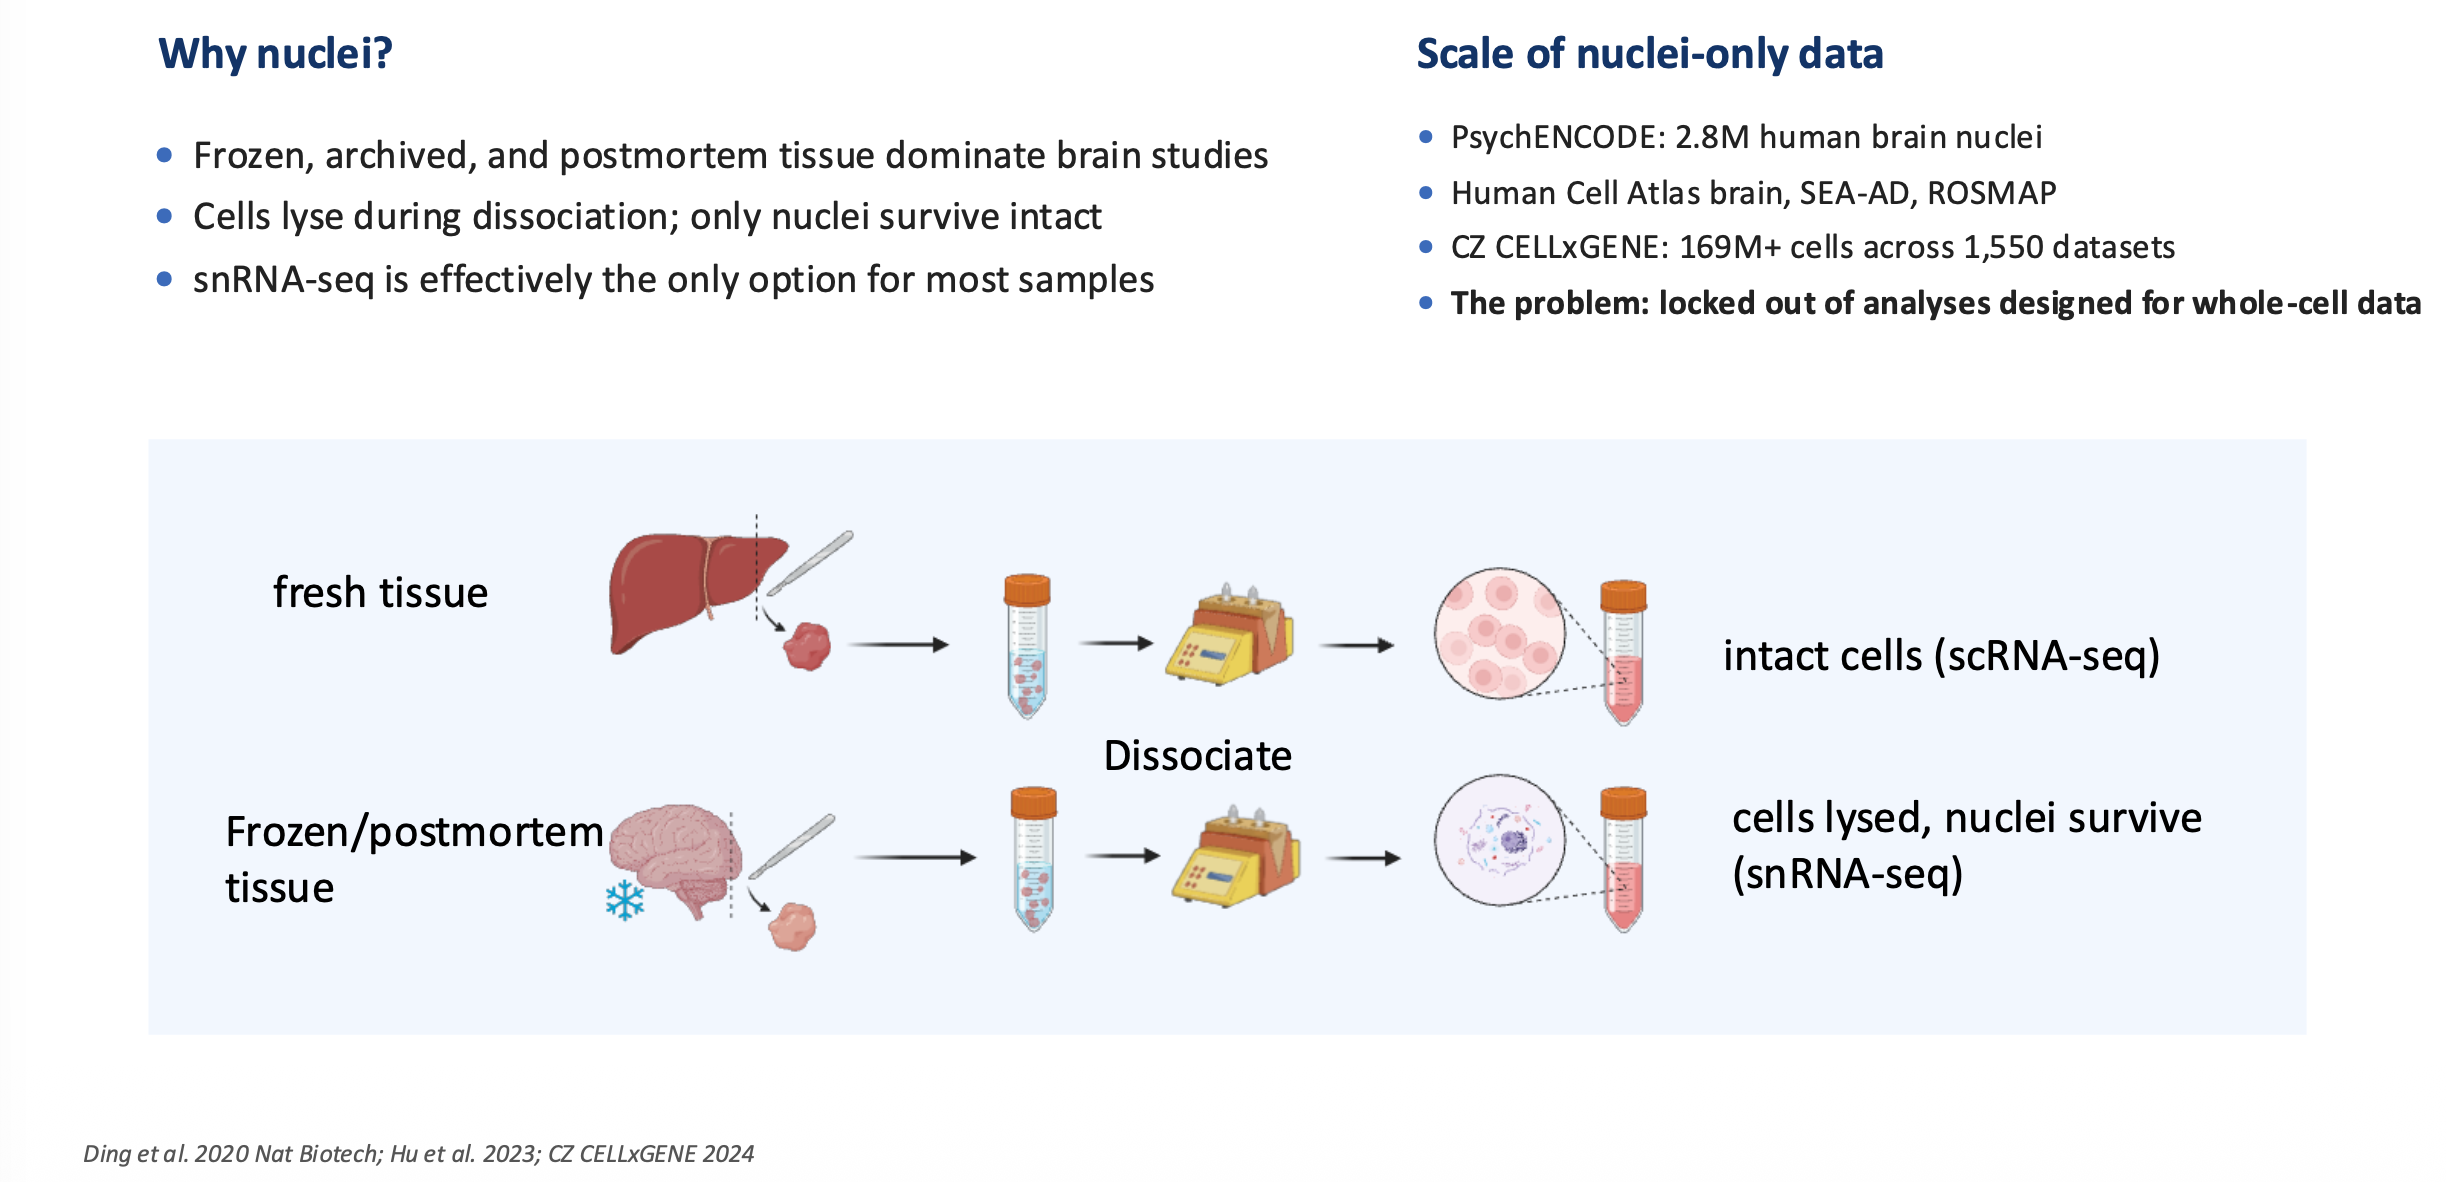 Why nuclei?
Frozen, archived, and postmortem tissue dominate brain studies
Cells lyse during dissociation; only nuclei survive intact
snRNA-seq is effectively the only option for most samples
Scale of nuclei-only data
PsychENCODE: 2.8M human brain nuclei
Human Cell Atlas brain, SEA-AD, ROSMAP
CZ CELLxGENE: 169M+ cells across 1,550 datasets
The problem: locked out of analyses designed for whole-cell data
fresh tissue
intact cells (scRNA-seq)
Dissociate
Frozen/postmortem
tissue
cells lysed, nuclei survive
(snRNA-seq)
Ding et al. 2020 Nat Biotech; Hu et al. 2023; CZ CELLxGENE 2024